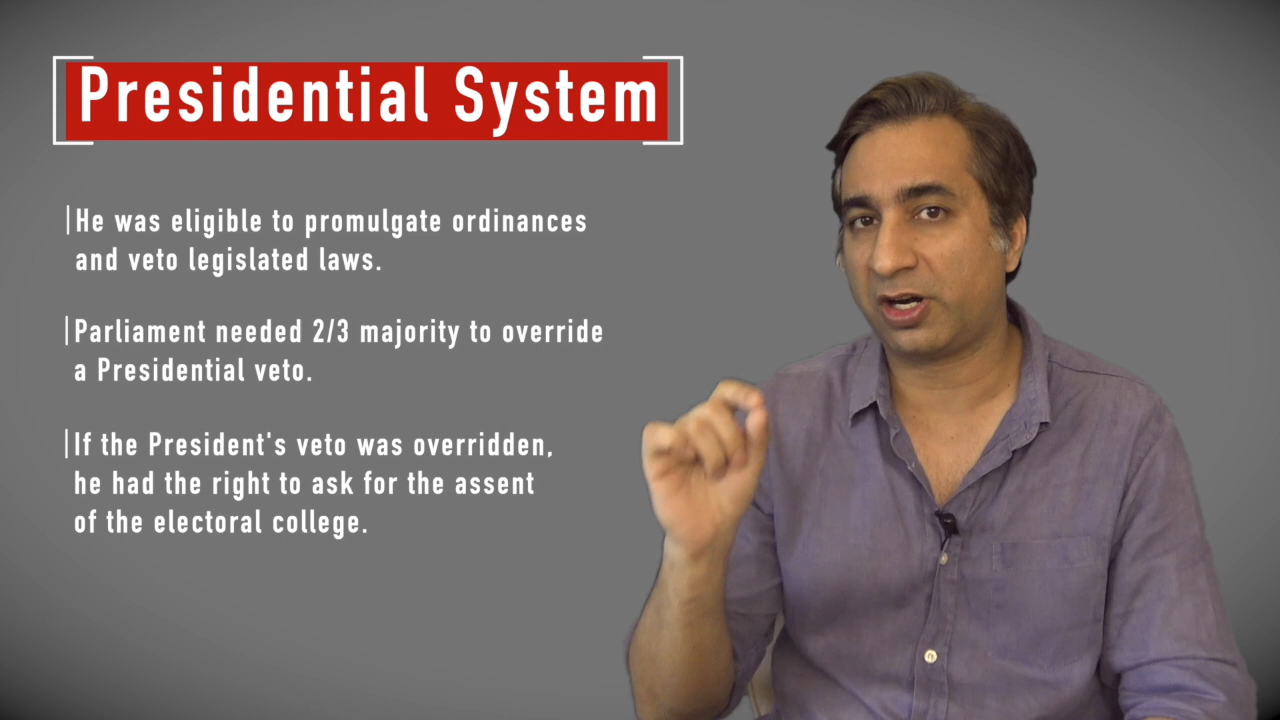 Presidential System
He was eligible to promulgate ordinances
and veto legislated laws.
Parliament needed 2/3 majority to override
a Presidential veto.
If the President's veto was overridden,
he had the right to ask for the assent
of the electoral college.